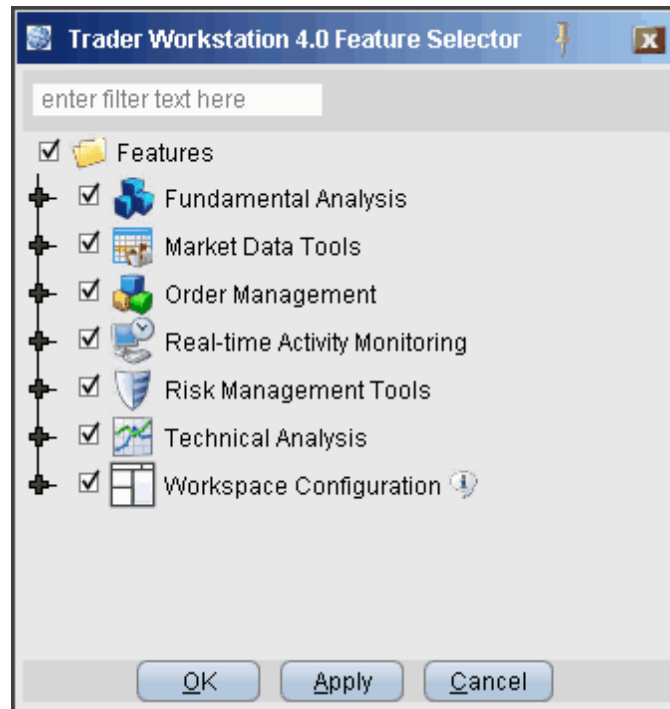 Trader Workstation 4.0 Feature Selector
enter filter text here
Features
Fundamental Analysis
Market Data Tools
Order Management
Real-time Activity Monitoring
Risk Management Tools
Technical Analysis
Workspace Configuration
OK Apply Cancel